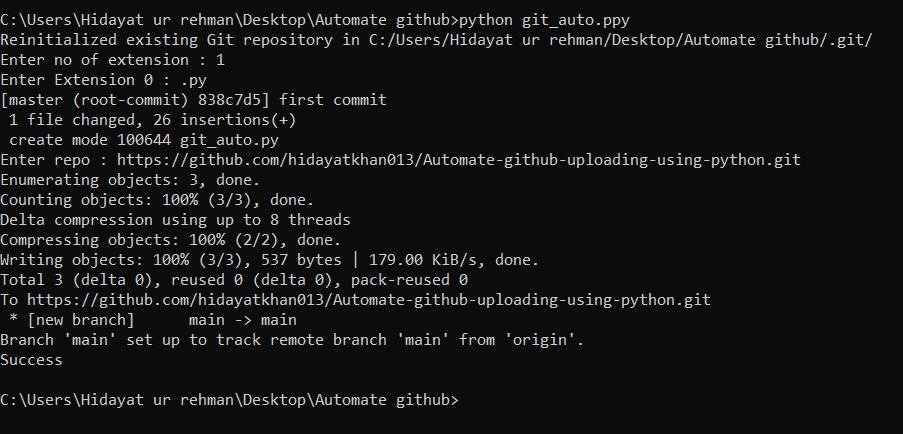 C:\Users\Hidayat ur rehman\Desktop\Automate github>python git_auto.ppy
Reinitialized existing Git repository in C:/Users/Hidayat ur rehman/Desktop/Automate github/.git/
Enter no of extension : 1
Enter Extension 0 : .py
[master (root-commit) 838c7d5] first commit
 1 file changed, 26 insertions(+)
 create mode 100644 git_auto.py
Enter repo : https://github.com/hidayatkhan013/Automate-github-uploading-using-python.git
Enumerating objects: 3, done.
Counting objects: 100% (3/3), done.
Delta compression using up to 8 threads
Compressing objects: 100% (2/2), done.
Writing objects: 100% (3/3), 537 bytes | 179.00 KiB/s, done.
Total 3 (delta 0), reused 0 (delta 0), pack-reused 0
To https://github.com/hidayatkhan013/Automate-github-uploading-using-python.git
 * [new branch]      main -> main
Branch 'main' set up to track remote branch 'main' from 'origin'.
Success
C:\Users\Hidayat ur rehman\Desktop\Automate github>